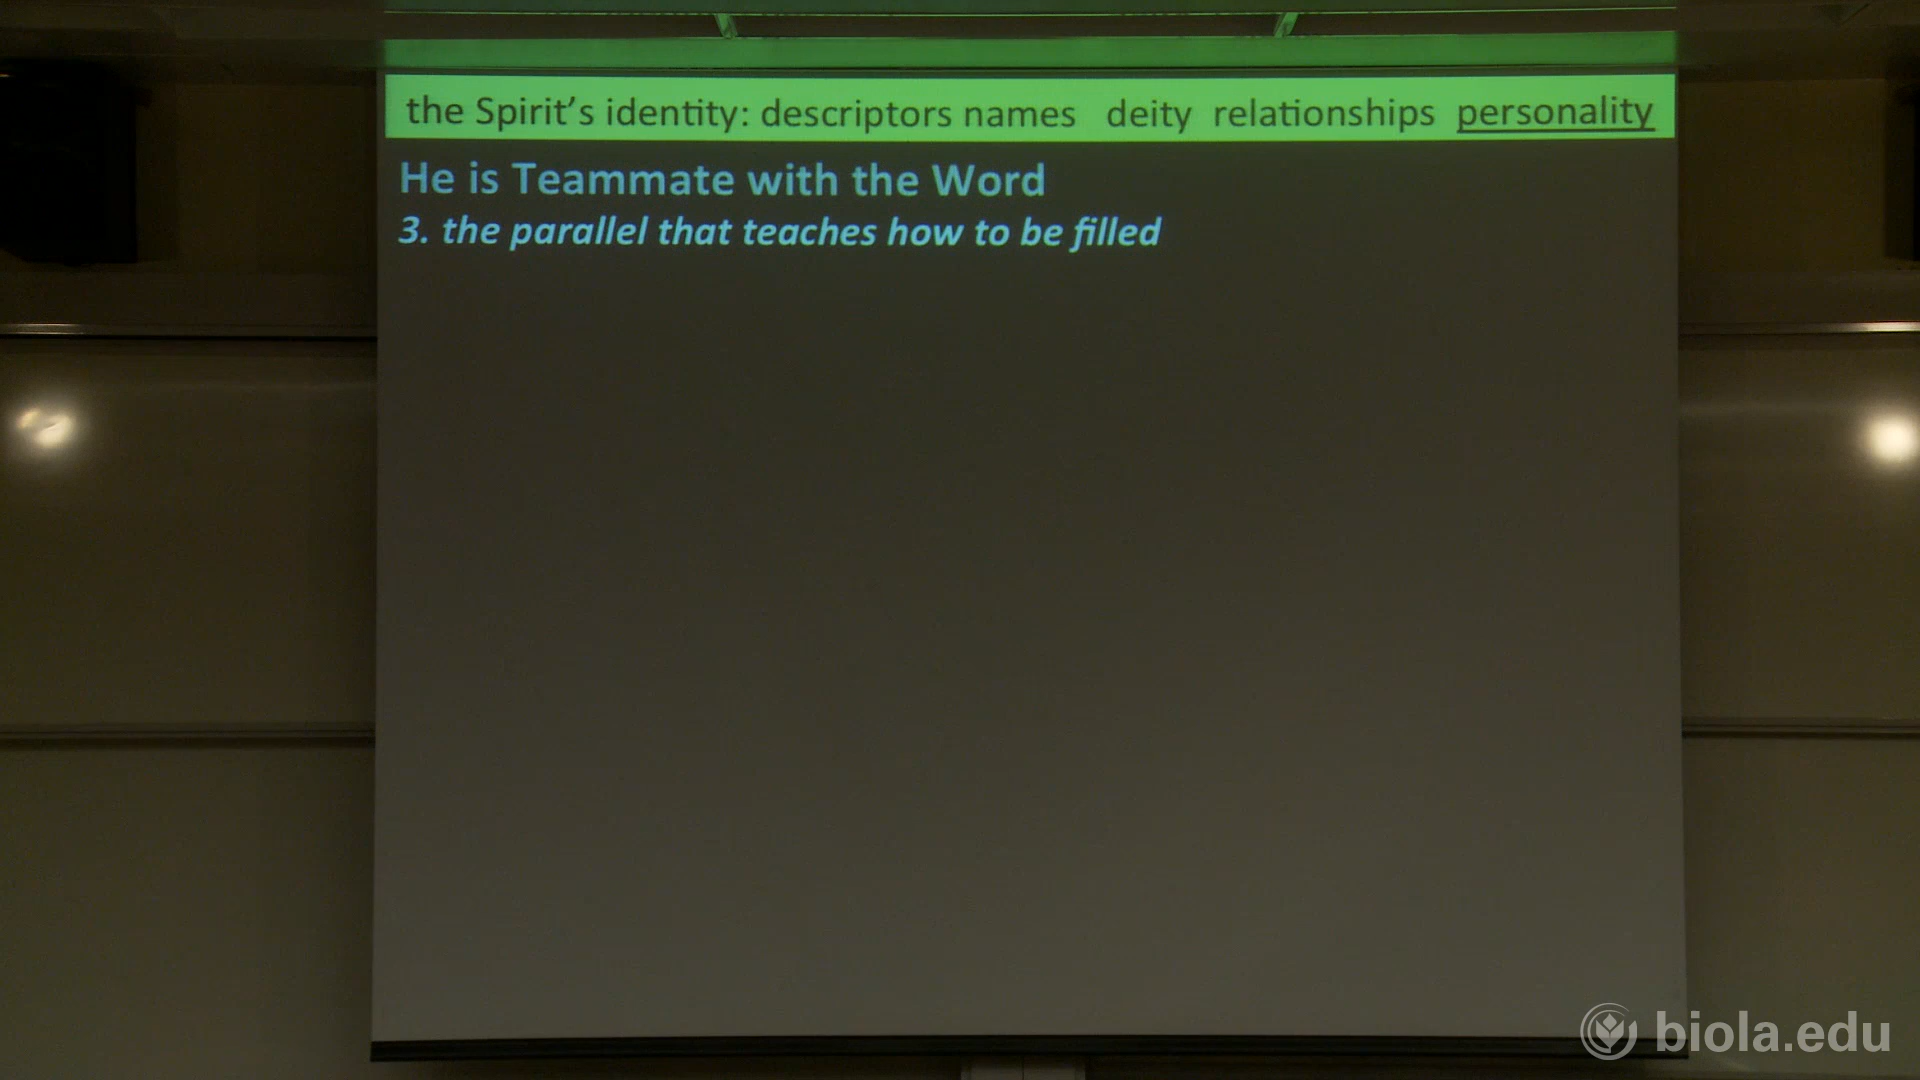 the Spirit’s identity: descriptors names deity relationships personality
He is Teammate with the Word
3. the parallel that teaches how to be filled
biola.edu